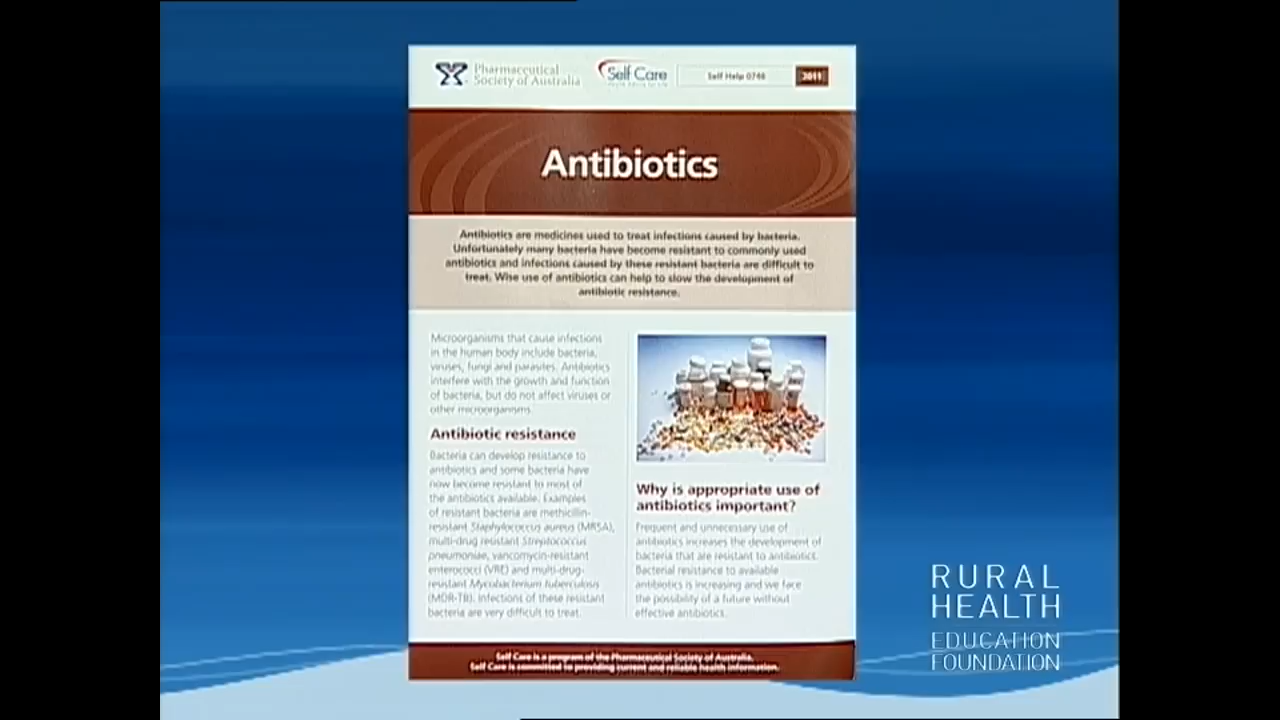 Pharmaceutical
Society of Australia
Self Care
Self Help 0746
2011
Antibiotics
Antibiotics are medicines used to treat infections caused by bacteria.
Unfortunately many bacteria have become resistant to commonly used
antibiotics and infections caused by these resistant bacteria are difficult to
treat. Wise use of antibiotics can help to slow the development of
antibiotic resistance.
Microorganisms that cause infections
in the human body include bacteria,
viruses, fungi and parasites. Antibiotics
interfere with the growth and function
of bacteria, but do not affect viruses or
other microorganisms.
Antibiotic resistance
Bacteria can develop resistance to
antibiotics and some bacteria have
now become resistant to most of
the antibiotics available. Examples
of resistant bacteria are methicillin-
resistant Staphylococcus aureus (MRSA),
multi-drug resistant Streptococcus
pneumoniae, vancomycin-resistant
enterococci (VRE) and multi-drug-
resistant Mycobacterium tuberculosis
(MDR-TB). Infections of these resistant
bacteria are very difficult to treat.
Why is appropriate use of
antibiotics important?
Frequent and unnecessary use of
antibiotics increases the development of
bacteria that are resistant to antibiotics.
Bacterial resistance to available
antibiotics is increasing and we face
the possibility of a future without
effective antibiotics.
Self Care is a program of the Pharmaceutical Society of Australia.
Self Care is committed to providing current and reliable health information.
RURAL
HEALTH
EDUCATION
FOUNDATION